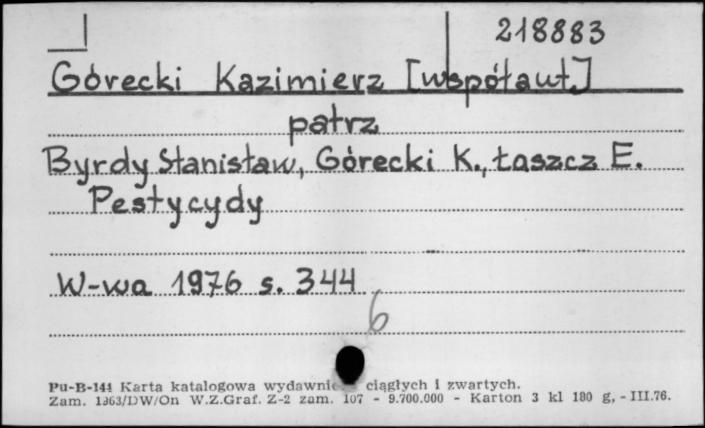 218883
Górecki Kazimierz [współaut.]
patrz
Byrdy Stanisław, Górecki K., Łaszcz E.
Pestycydy
W-wa 1976 s. 344
6
Pu-B-144 Karta katalogowa ciągłych i zwartych.
Zam. 1363/DW/On W.Z.Graf. Z-2 zam. 107 - 9.700.000 - Karton 3 kl 180 g, - III.76.